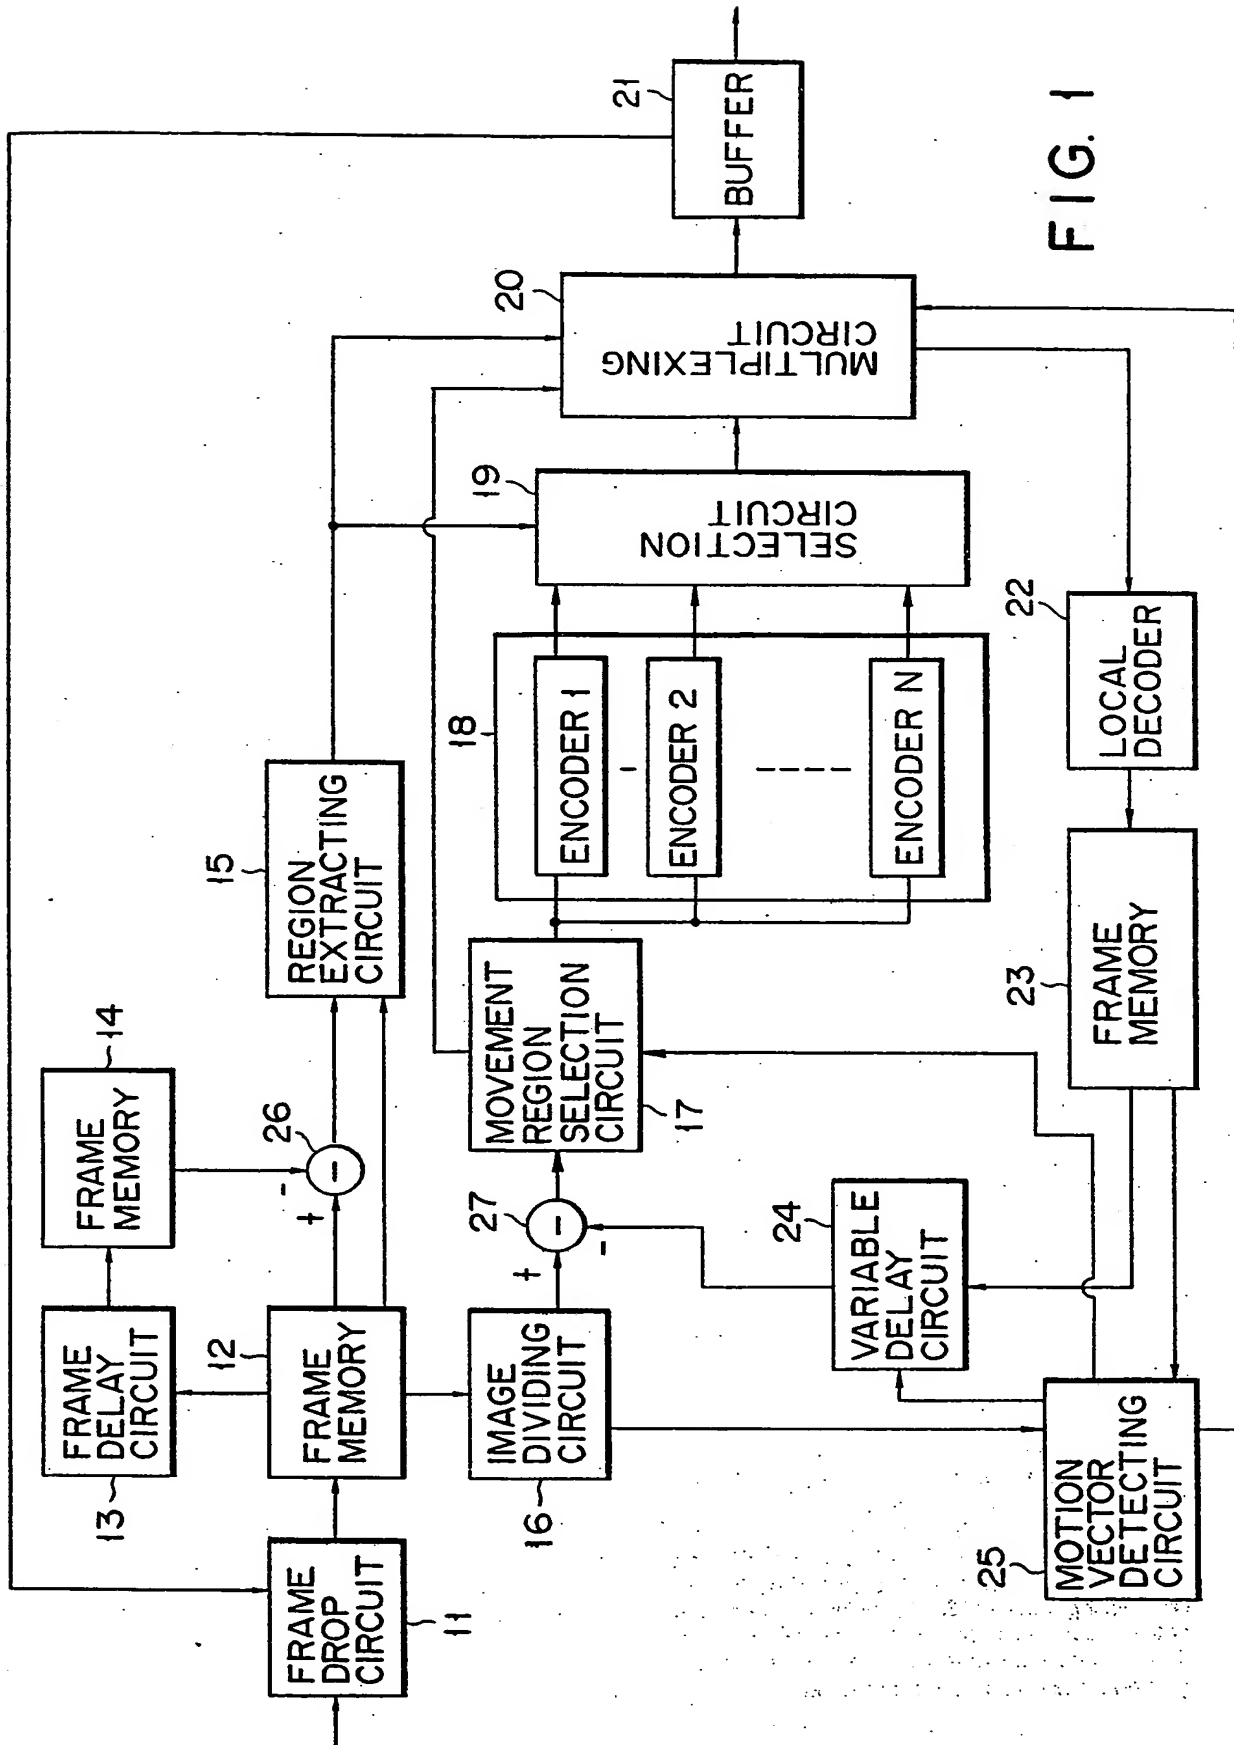 FRAME
DROP
CIRCUIT
11
FRAME
MEMORY
12
FRAME
DELAY
CIRCUIT
13
FRAME
MEMORY
14
+
-
-
26
REGION
EXTRACTING
CIRCUIT
15
IMAGE
DIVIDING
CIRCUIT
16
+
-
-
27
MOVEMENT
REGION
SELECTION
CIRCUIT
17
18
ENCODER 1
ENCODER 2
ENCODER N
SELECTION
CIRCUIT
19
MULTIPLEXING
CIRCUIT
20
BUFFER
21
LOCAL
DECODER
22
FRAME
MEMORY
23
VARIABLE
DELAY
CIRCUIT
24
MOTION
VECTOR
DETECTING
CIRCUIT
25
FIG. 1